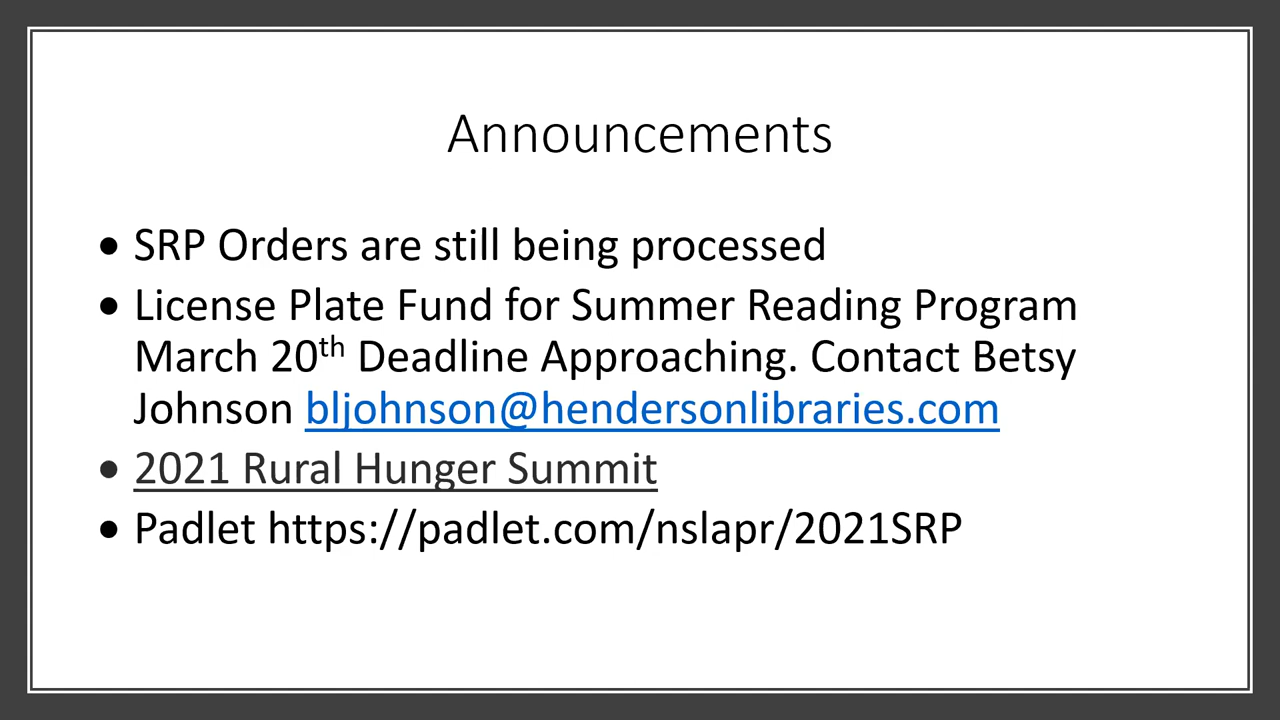 Announcements
• SRP Orders are still being processed
• License Plate Fund for Summer Reading Program
March 20th Deadline Approaching. Contact Betsy
Johnson bljohnson@hendersonlibraries.com
• 2021 Rural Hunger Summit
• Padlet https://padlet.com/nslapr/2021SRP